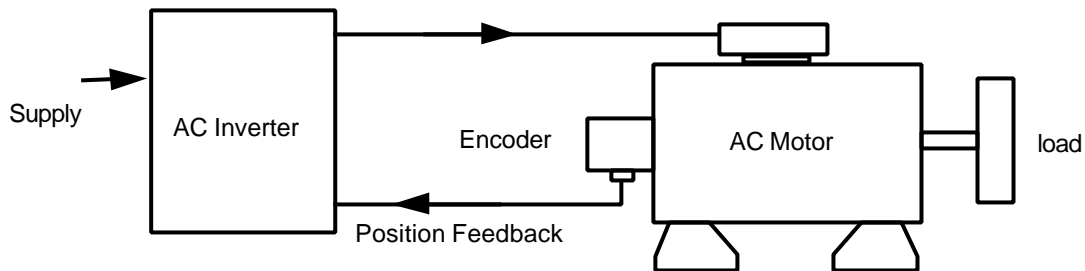 Supply
AC Inverter
Encoder
AC Motor
load
Position Feedback